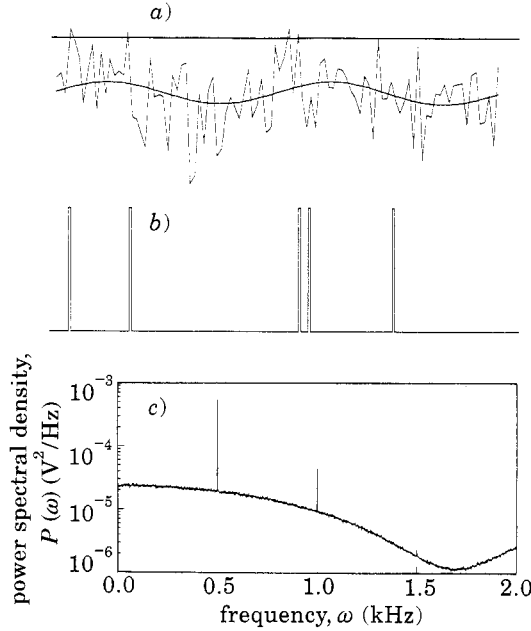 a)
b)
c)
power spectral density,
P (ω) (V²/Hz)
10⁻³
10⁻⁴
10⁻⁵
10⁻⁶
0.0 0.5 1.0 1.5 2.0
frequency, ω (kHz)